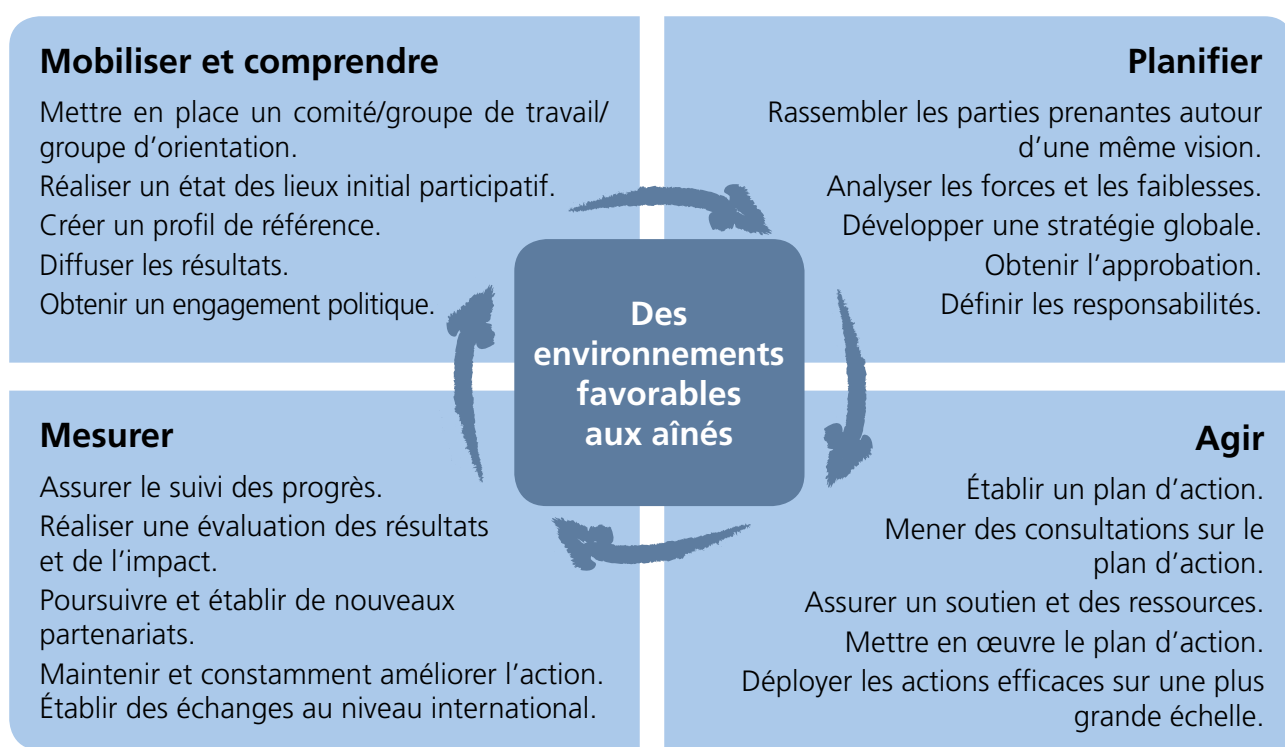 Mobiliser et comprendre
Mettre en place un comité/groupe de travail/
groupe d'orientation.
Réaliser un état des lieux initial participatif.
Créer un profil de référence.
Diffuser les résultats.
Obtenir un engagement politique.
Planifier
Rassembler les parties prenantes autour
d'une même vision.
Analyser les forces et les faiblesses.
Développer une stratégie globale.
Obtenir l'approbation.
Définir les responsabilités.
Des
environnements
favorables
aux aînés
Mesurer
Assurer le suivi des progrès.
Réaliser une évaluation des résultats
et de l'impact.
Poursuivre et établir de nouveaux
partenariats.
Maintenir et constamment améliorer l'action.
Établir des échanges au niveau international.
Agir
Établir un plan d'action.
Mener des consultations sur le
plan d'action.
Assurer un soutien et des ressources.
Mettre en œuvre le plan d'action.
Déployer les actions efficaces sur une plus
grande échelle.